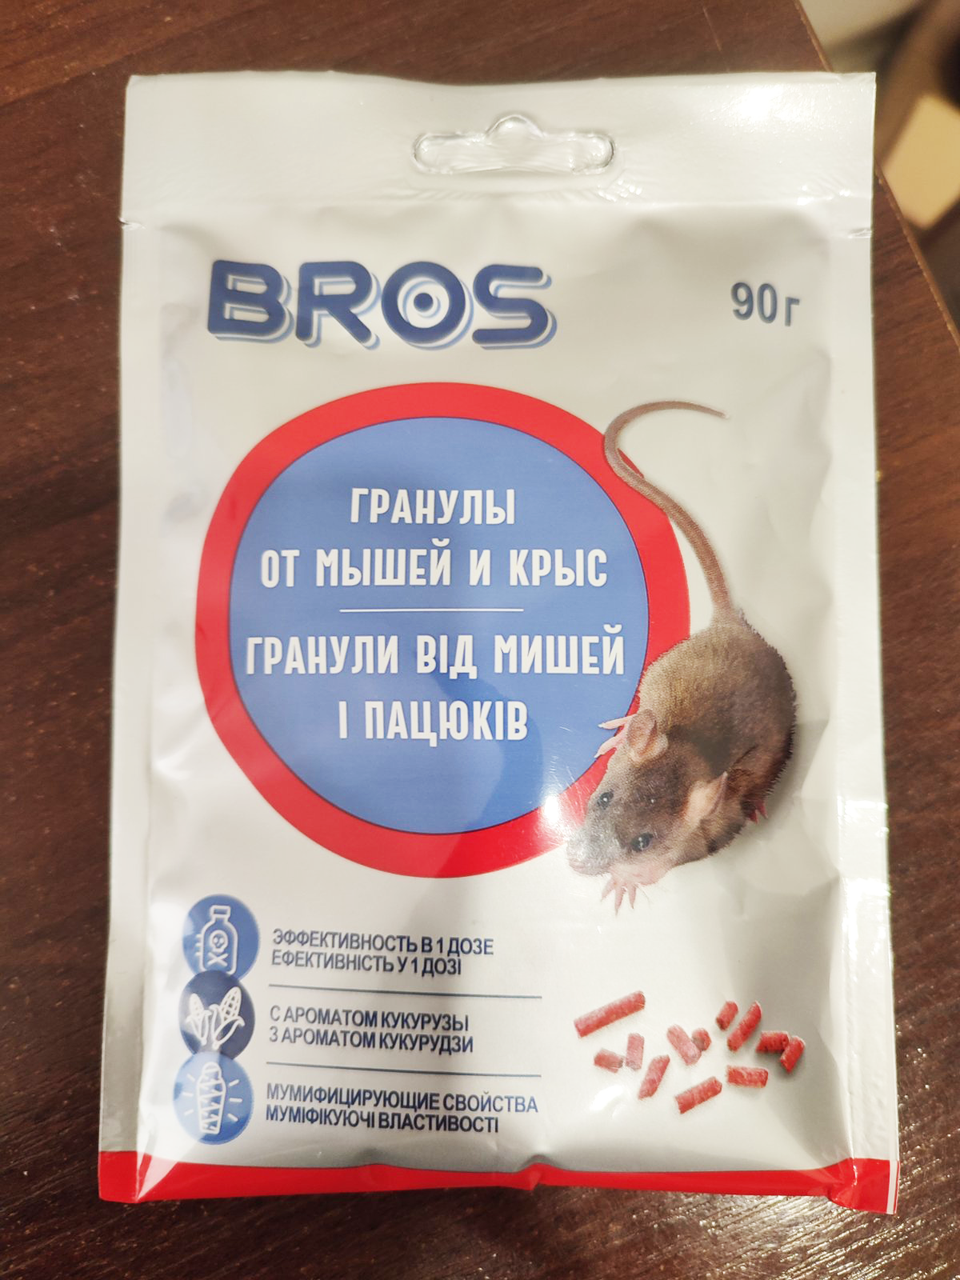 BROS
90 г
ГРАНУЛЫ
ОТ МЫШЕЙ И КРЫС
ГРАНУЛИ ВІД МИШЕЙ
І ПАЦЮКІВ
ЭФФЕКТИВНОСТЬ В 1 ДОЗЕ
ЕФЕКТИВНІСТЬ У 1 ДОЗІ
С АРОМАТОМ КУКУРУЗЫ
З АРОМАТОМ КУКУРУДЗИ
МУМИФИЦИРУЮЩИЕ СВОЙСТВА
МУМІФІКУЮЧІ ВЛАСТИВОСТІ